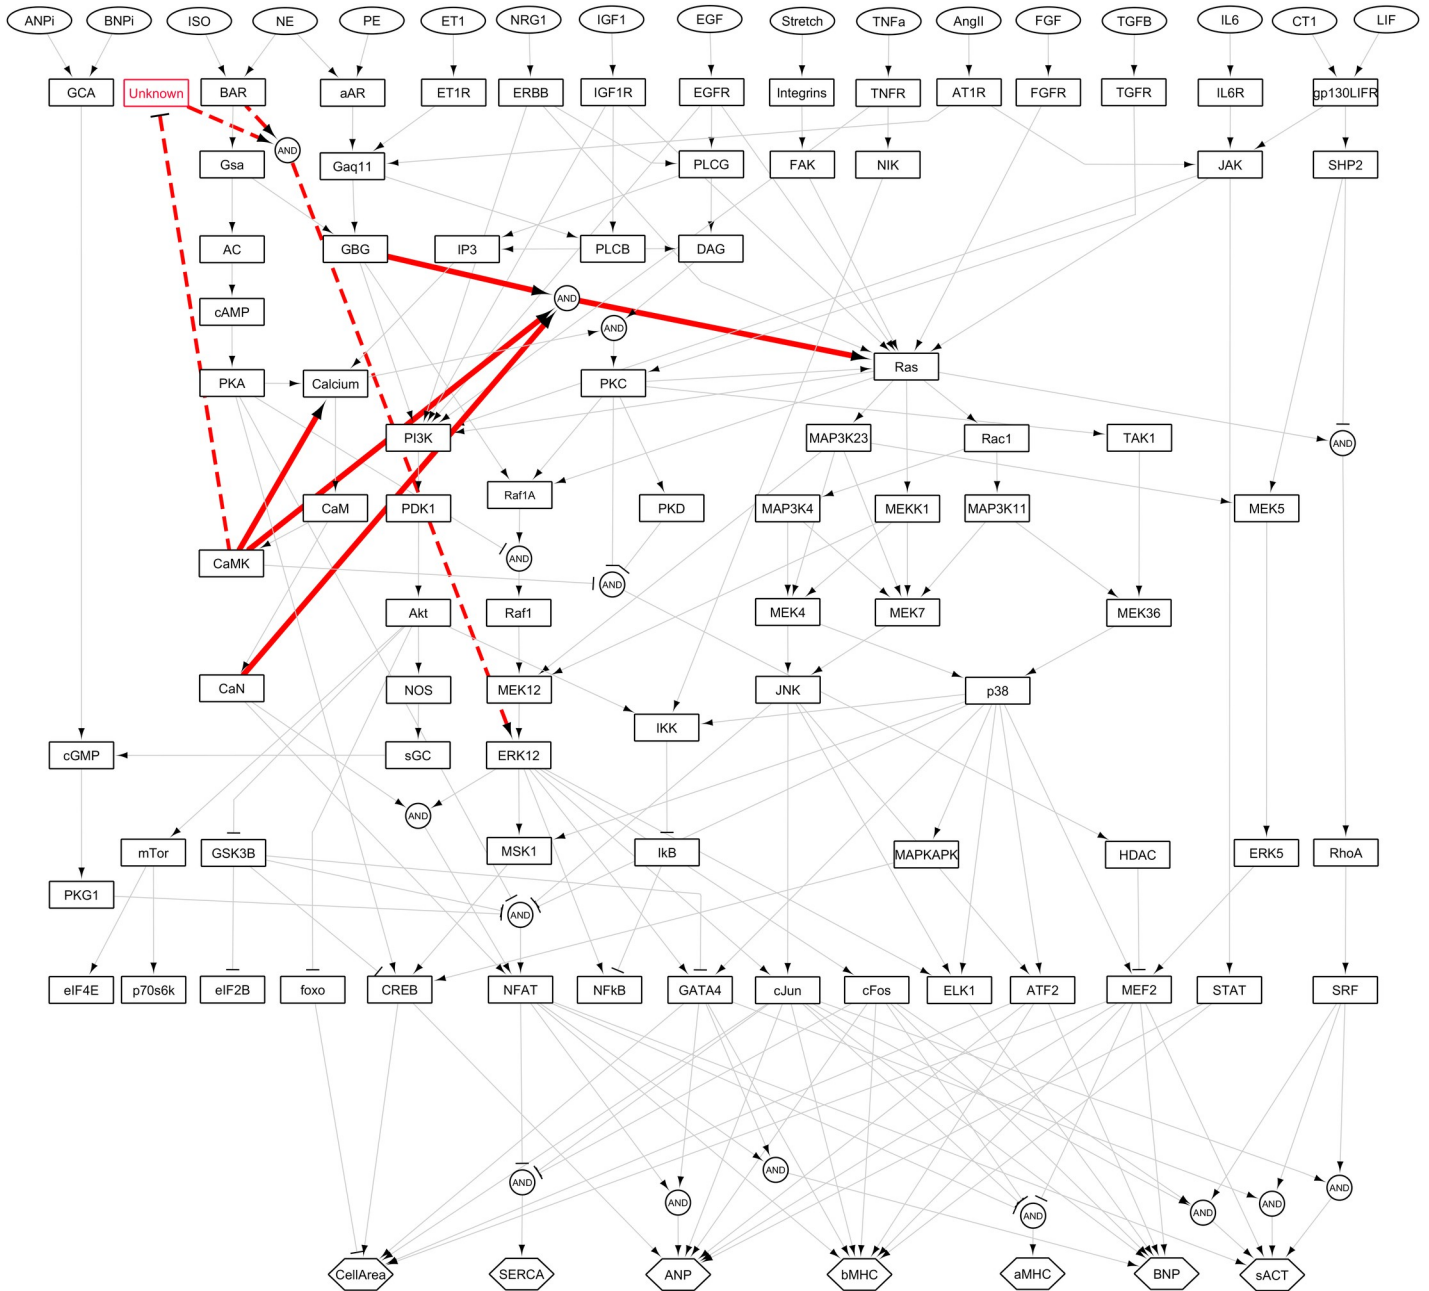 ANPi BNPi ISO NE PE ET1 NRG1 IGF1 EGF Stretch TNFa AngII FGF TGFB IL6 CT1 LIF
GCA Unknown BAR aAR ET1R ERBB IGF1R EGFR Integrins TNFR AT1R FGFR TGFR IL6R gp130LIFR
AND
Gsa Gaq11 PLCG FAK NIK JAK SHP2
AC GBG IP3 PLCB DAG
AND
cAMP AND
PKA Calcium PKC Ras
PI3K MAP3K23 Rac1 TAK1 AND
CaM PDK1 Raf1A PKD MAP3K4 MEKK1 MAP3K11 MEK5
CaMK AND AND
Akt Raf1 MEK4 MEK7 MEK36
CaN NOS MEK12 JNK p38
IKK
cGMP sGC ERK12
AND
mTor GSK3B MSK1 IkB MAPKAPK HDAC ERK5 RhoA
PKG1 AND
eIF4E p70s6k eIF2B foxo CREB NFAT NFkB GATA4 cJun cFos ELK1 ATF2 MEF2 STAT SRF
AND AND AND
AND AND AND AND
CellArea SERCA ANP bMHC aMHC BNP sACT